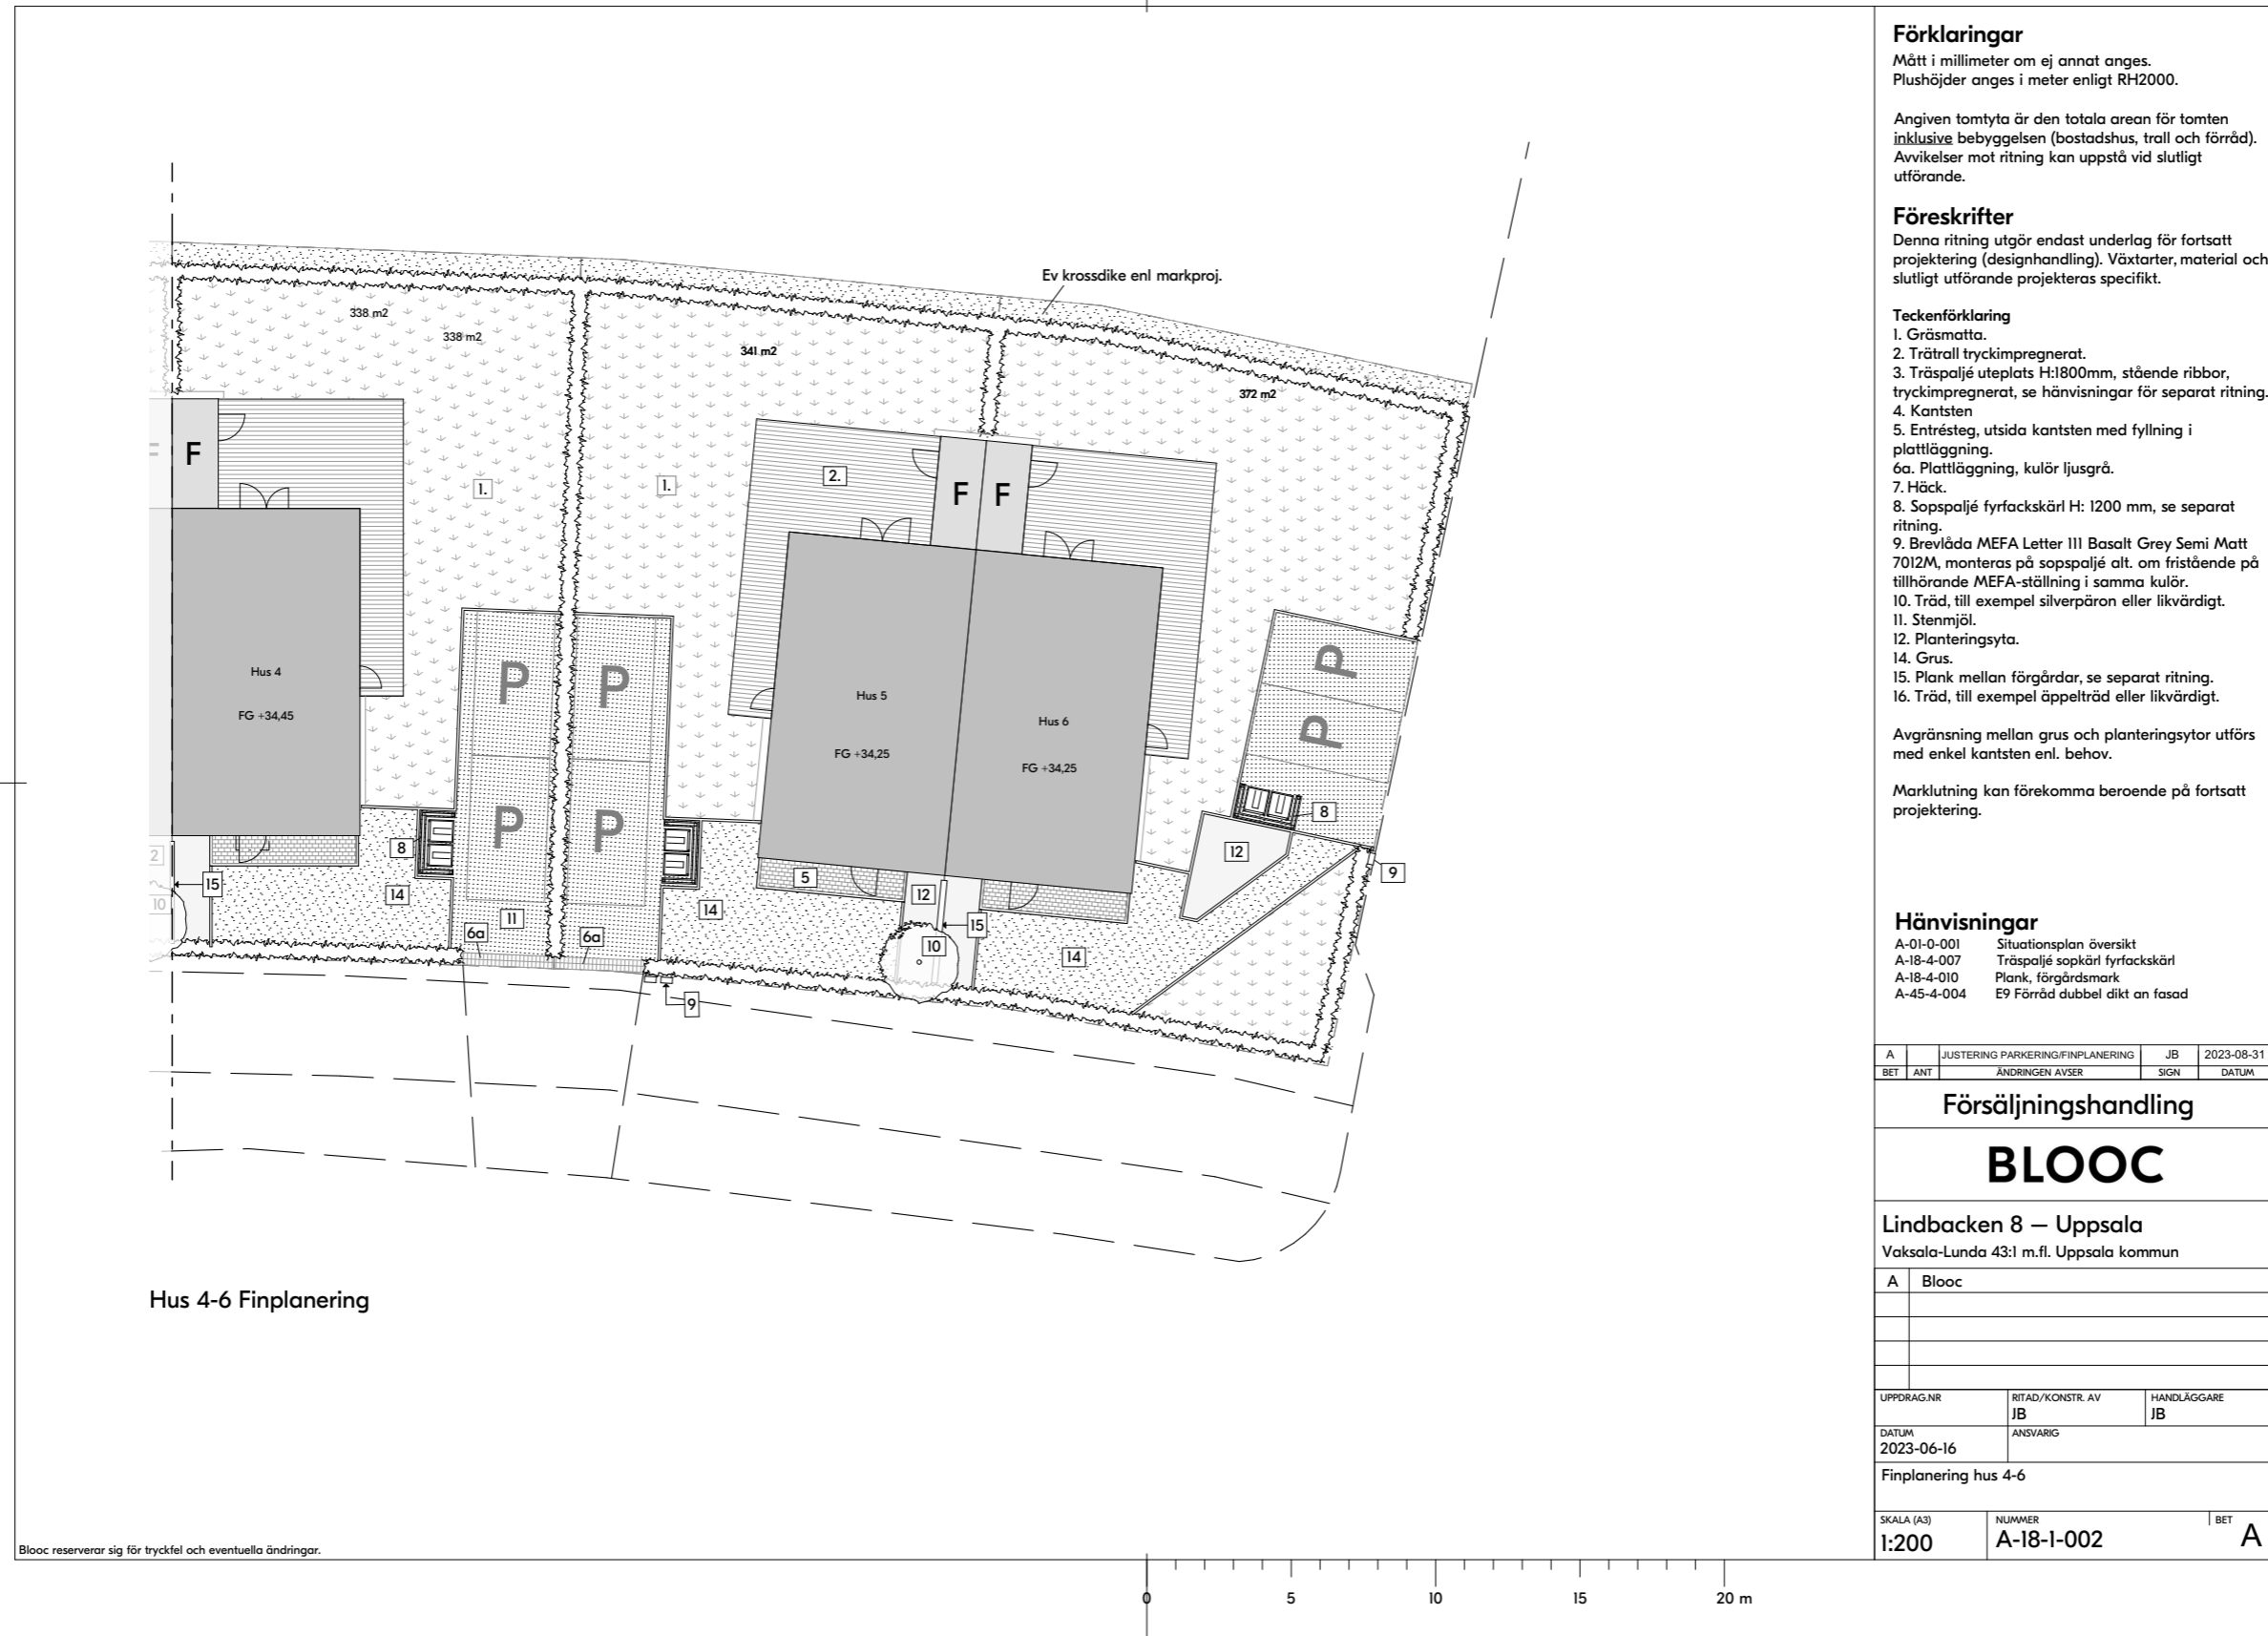 Ev krossdike enl markproj.
338 m2
338 m2
341 m2
372 m2
F
F
F
F
1.
1.
2.
P
P
P
P
P
P
Hus 4
FG +34,45
Hus 5
FG +34,25
Hus 6
FG +34,25
2
10
15
8
14
11
6a
6a
14
5
12
10
15
14
12
8
9
9
Hus 4-6 Finplanering
Blooc reserverar sig för tryckfel och eventuella ändringar.
0 5 10 15 20 m
Förklaringar
Mått i millimeter om ej annat anges.
Plushöjder anges i meter enligt RH2000.
Angiven tomtyta är den totala arean för tomten
inklusive bebyggelsen (bostadshus, trall och förråd).
Avvikelser mot ritning kan uppstå vid slutligt
utförande.
Föreskrifter
Denna ritning utgör endast underlag för fortsatt
projektering (designhandling). Växtarter, material och
slutligt utförande projekteras specifikt.
Teckenförklaring
1. Gräsmatta.
2. Trätrall tryckimpregnerat.
3. Träspaljé uteplats H:1800mm, stående ribbor,
tryckimpregnerat, se hänvisningar för separat ritning.
4. Kantsten
5. Entrésteg, utsida kantsten med fyllning i
plattläggning.
6a. Plattläggning, kulör ljusgrå.
7. Häck.
8. Sopspaljé fyrfackskärl H: 1200 mm, se separat
ritning.
9. Brevlåda MEFA Letter 111 Basalt Grey Semi Matt
7012M, monteras på sopspaljé alt. om fristående på
tillhörande MEFA-ställning i samma kulör.
10. Träd, till exempel silverpäron eller likvärdigt.
11. Stenmjöl.
12. Planteringsyta.
14. Grus.
15. Plank mellan förgårdar, se separat ritning.
16. Träd, till exempel äppelträd eller likvärdigt.
Avgränsning mellan grus och planteringsytor utförs
med enkel kantsten enl. behov.
Marklutning kan förekomma beroende på fortsatt
projektering.
Hänvisningar
A-01-0-001 Situationsplan översikt
A-18-4-007 Träspaljé sopkärl fyrfackskärl
A-18-4-010 Plank, förgårdsmark
A-45-4-004 E9 Förråd dubbel dikt an fasad
A JUSTERING PARKERING/FINPLANERING JB 2023-08-31
BET ANT ÄNDRINGEN AVSER SIGN DATUM
Försäljningshandling
BLOOC
Lindbacken 8 – Uppsala
Vaksala-Lunda 43:1 m.fl. Uppsala kommun
A Blooc
UPPDRAG.NR RITAD/KONSTR. AV HANDLÄGGARE
JB JB
DATUM ANSVARIG
2023-06-16
Finplanering hus 4-6
SKALA (A3) NUMMER BET
1:200 A-18-1-002 A